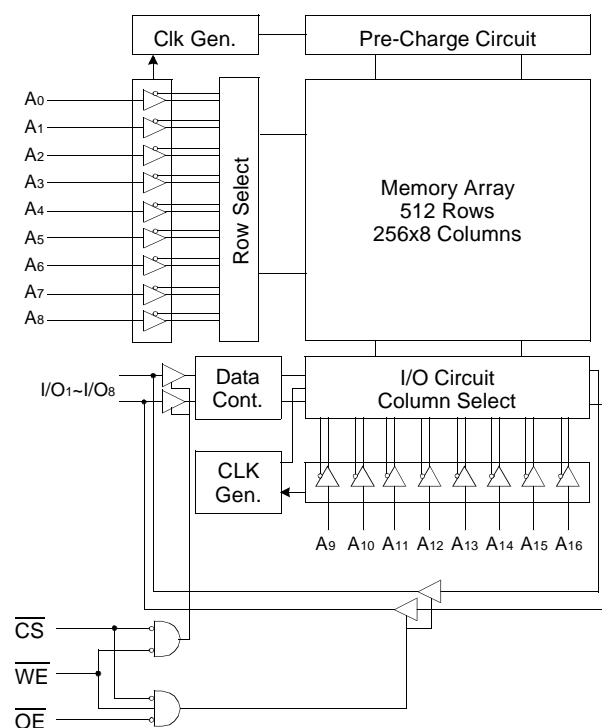 Clk Gen.
Pre-Charge Circuit
A0
A1
A2
A3
A4
A5
A6
A7
A8
Row Select
Memory Array
512 Rows
256x8 Columns
I/O1~I/O8
Data
Cont.
I/O Circuit
Column Select
CLK
Gen.
A9 A10 A11 A12 A13 A14 A15 A16
CS
WE
OE